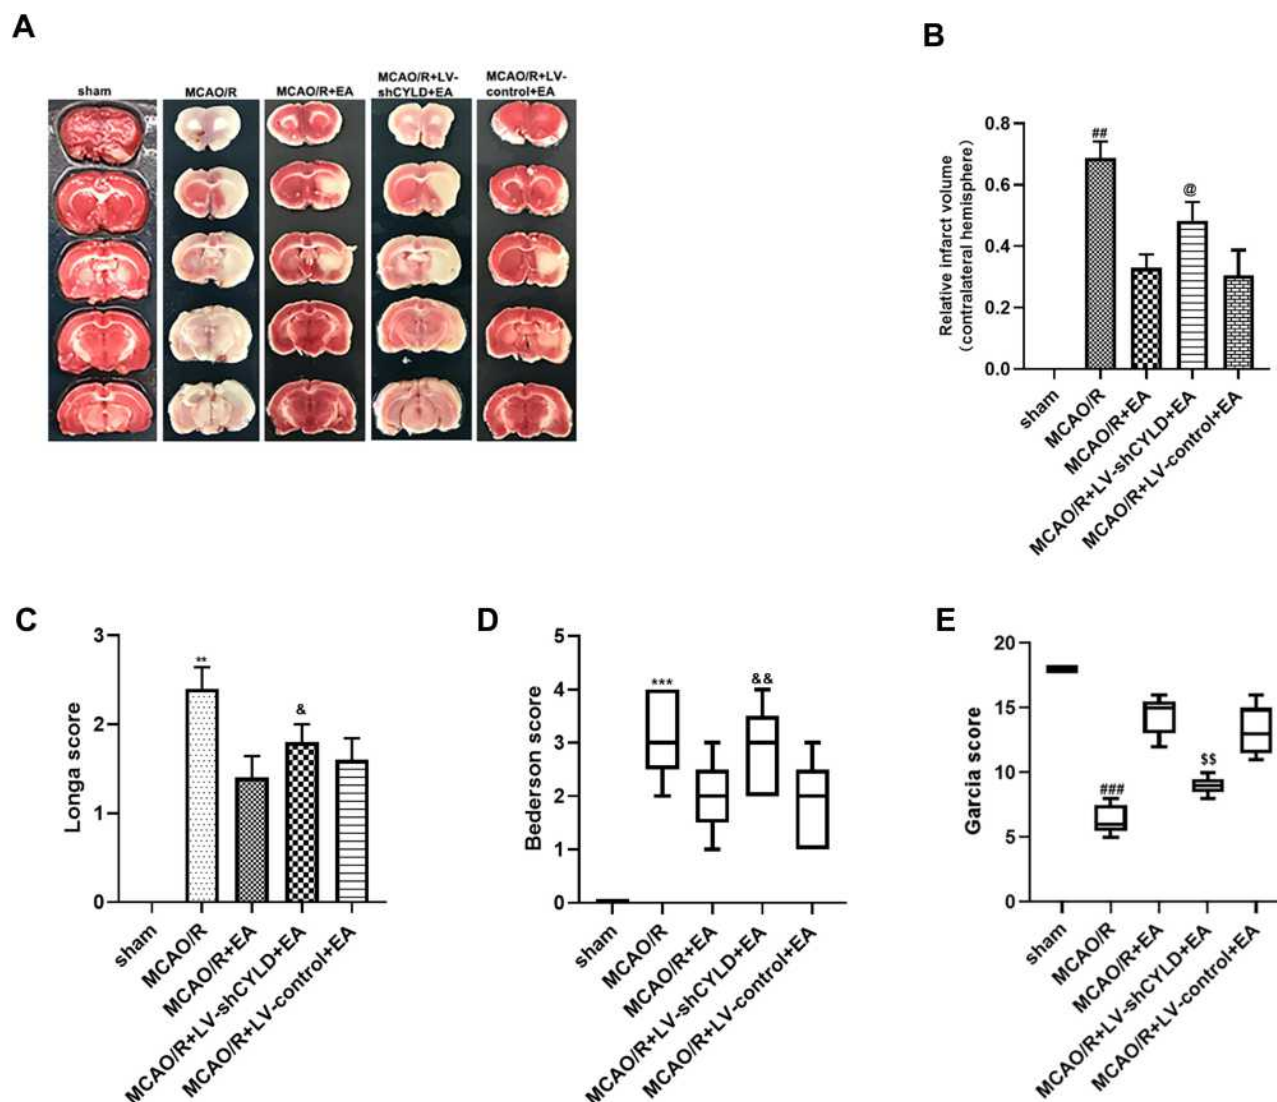 A
sham
MCAO/R
MCAO/R+EA
MCAO/R+LV-
shCYLD+EA
MCAO/R+LV-
control+EA
B
Relative infarct volume
(contralateral hemisphere)
0.8
0.6
0.4
0.2
0.0
##
@
sham
MCAO/R
MCAO/R+EA
MCAO/R+LV-shCYLD+EA
MCAO/R+LV-control+EA
C
Longa score
3
2
1
0
**
&
sham
MCAO/R
MCAO/R+EA
MCAO/R+LV-shCYLD+EA
MCAO/R+LV-control+EA
D
Bederson score
5
4
3
2
1
0
***
&&
sham
MCAO/R
MCAO/R+EA
MCAO/R+LV-shCYLD+EA
MCAO/R+LV-control+EA
E
Garcia score
20
15
10
5
0
###
$$
sham
MCAO/R
MCAO/R+EA
MCAO/R+LV-shCYLD+EA
MCAO/R+LV-control+EA